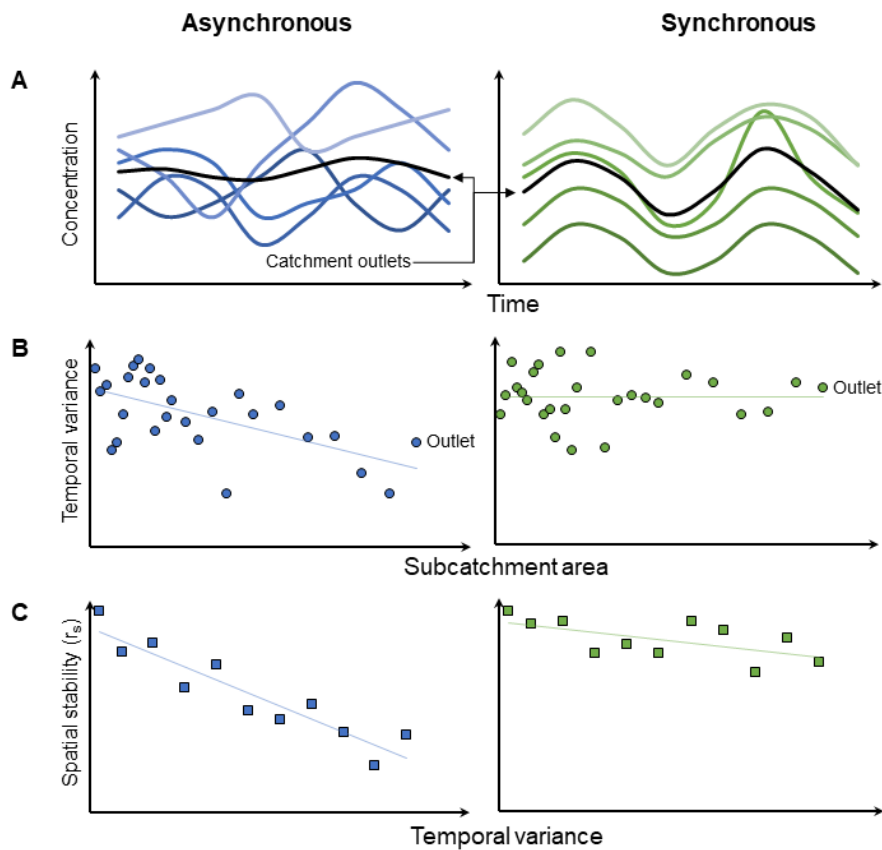 Asynchronous
Synchronous
A
Concentration
Catchment outlets
Time
B
Temporal variance
Outlet
Outlet
Subcatchment area
C
Spatial stability (rs)
Temporal variance